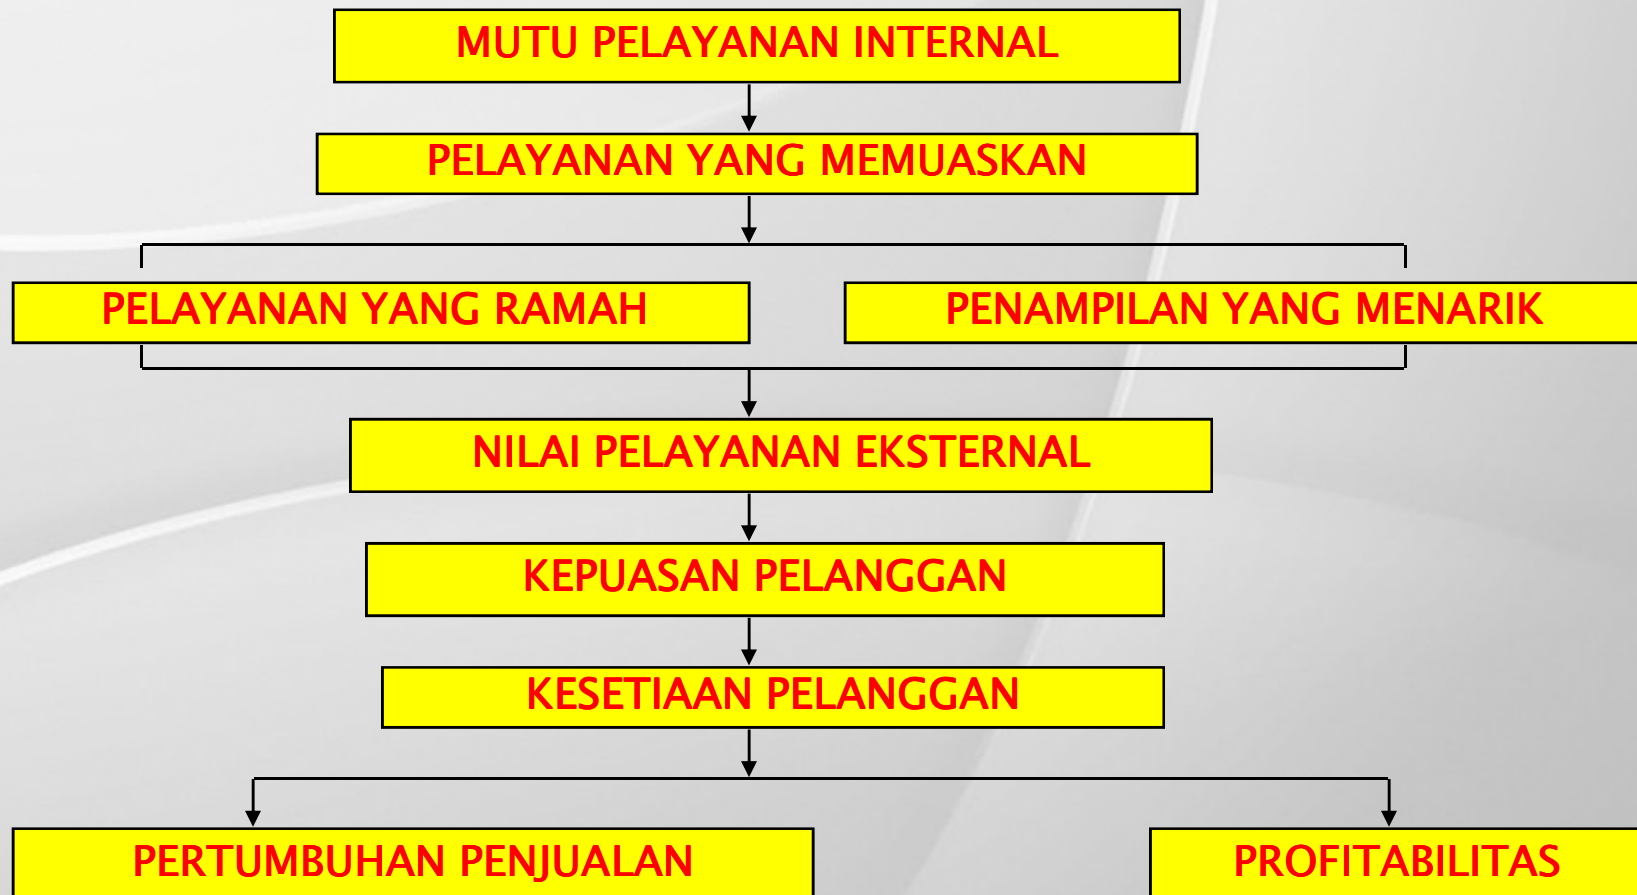 MUTU PELAYANAN INTERNAL
PELAYANAN YANG MEMUASKAN
PELAYANAN YANG RAMAH
PENAMPILAN YANG MENARIK
NILAI PELAYANAN EKSTERNAL
KEPUASAN PELANGGAN
KESETIAAN PELANGGAN
PERTUMBUHAN PENJUALAN
PROFITABILITAS